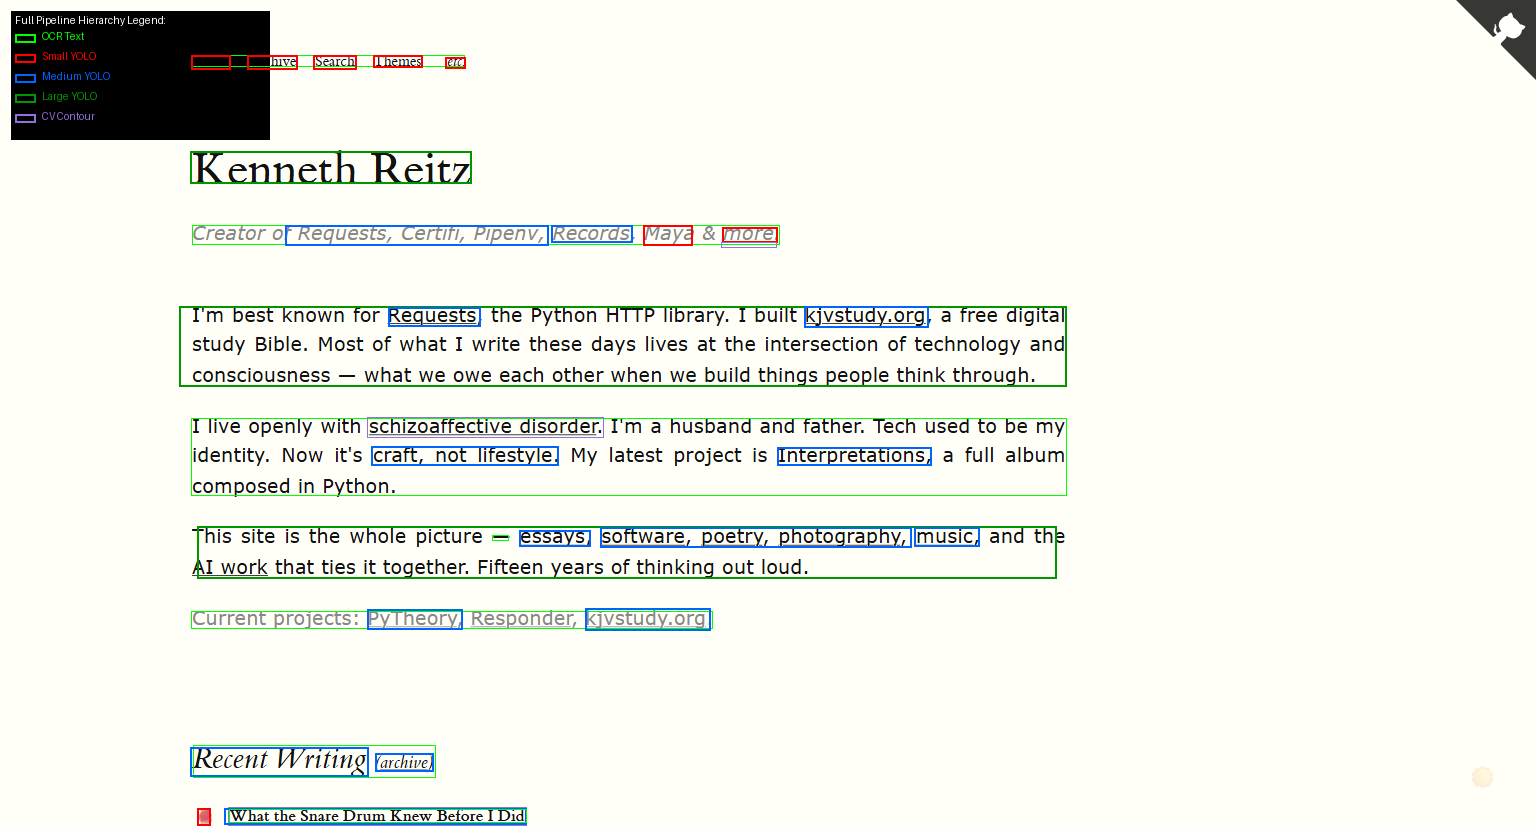 Full Pipeline Hierarchy Legend:
OCR Text
Small YOLO
Medium YOLO
Large YOLO
CV Contour
hive Search Themes etc
Kenneth Reitz
Creator of Requests, Certifi, Pipenv, Records, Maya & more.
I'm best known for Requests, the Python HTTP library. I built kjvstudy.org, a free digital
study Bible. Most of what I write these days lives at the intersection of technology and
consciousness — what we owe each other when we build things people think through.
I live openly with schizoaffective disorder. I'm a husband and father. Tech used to be my
identity. Now it's craft, not lifestyle. My latest project is Interpretations, a full album
composed in Python.
This site is the whole picture — essays, software, poetry, photography, music, and the
AI work that ties it together. Fifteen years of thinking out loud.
Current projects: PyTheory, Responder, kjvstudy.org
Recent Writing (archive)
What the Snare Drum Knew Before I Did